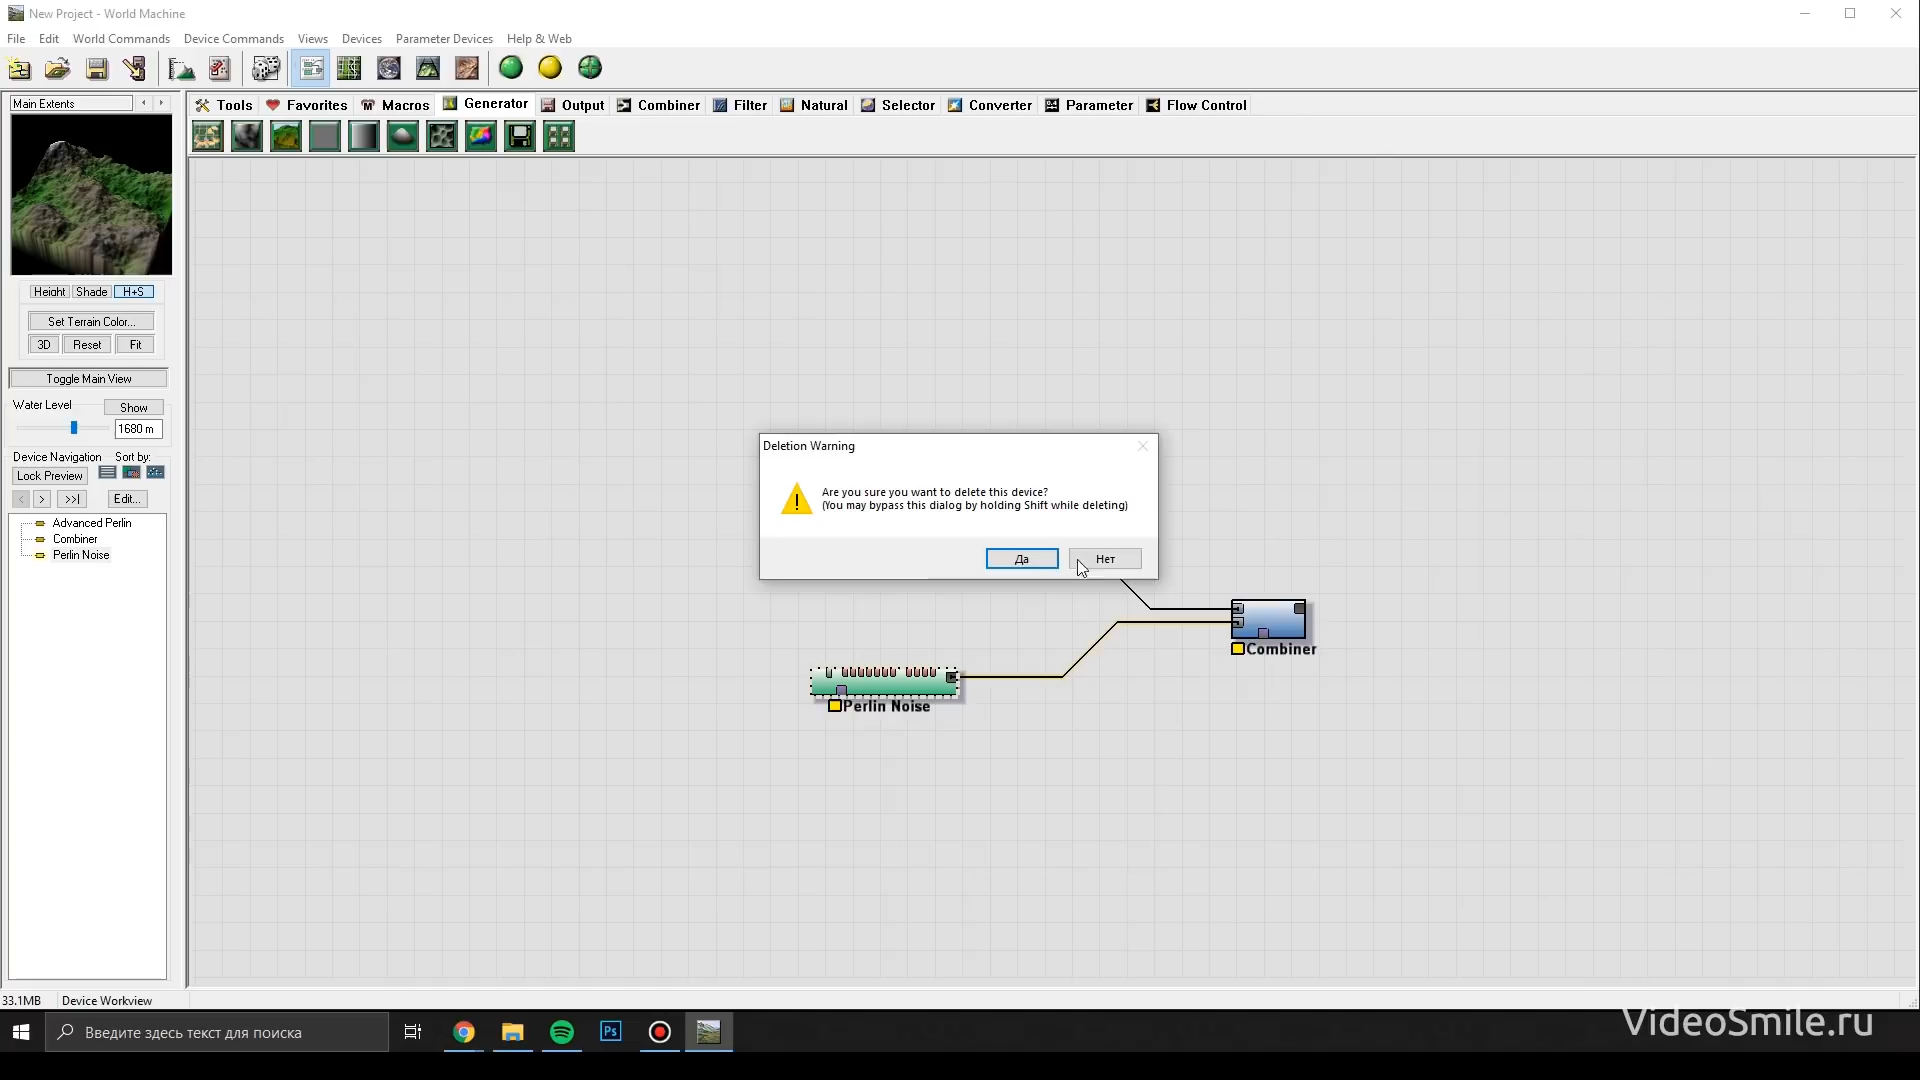 New Project - World Machine
File Edit World Commands Device Commands Views Devices Parameter Devices Help & Web
Main Extents
Tools Favorites Macros Generator Output Combiner Filter Natural Selector Converter Parameter Flow Control
Height Shade H+S
Set Terrain Color...
3D Reset Fit
Toggle Main View
Water Level Show
1680 m
Device Navigation Sort by:
Lock Preview
< > >>| Edit...
Advanced Perlin
Combiner
Perlin Noise
Deletion Warning
Are you sure you want to delete this device?
(You may bypass this dialog by holding Shift while deleting)
Да Нет
Combiner
Perlin Noise
33.1MB Device Workview
Введите здесь текст для поиска
Ps
VideoSmile.ru